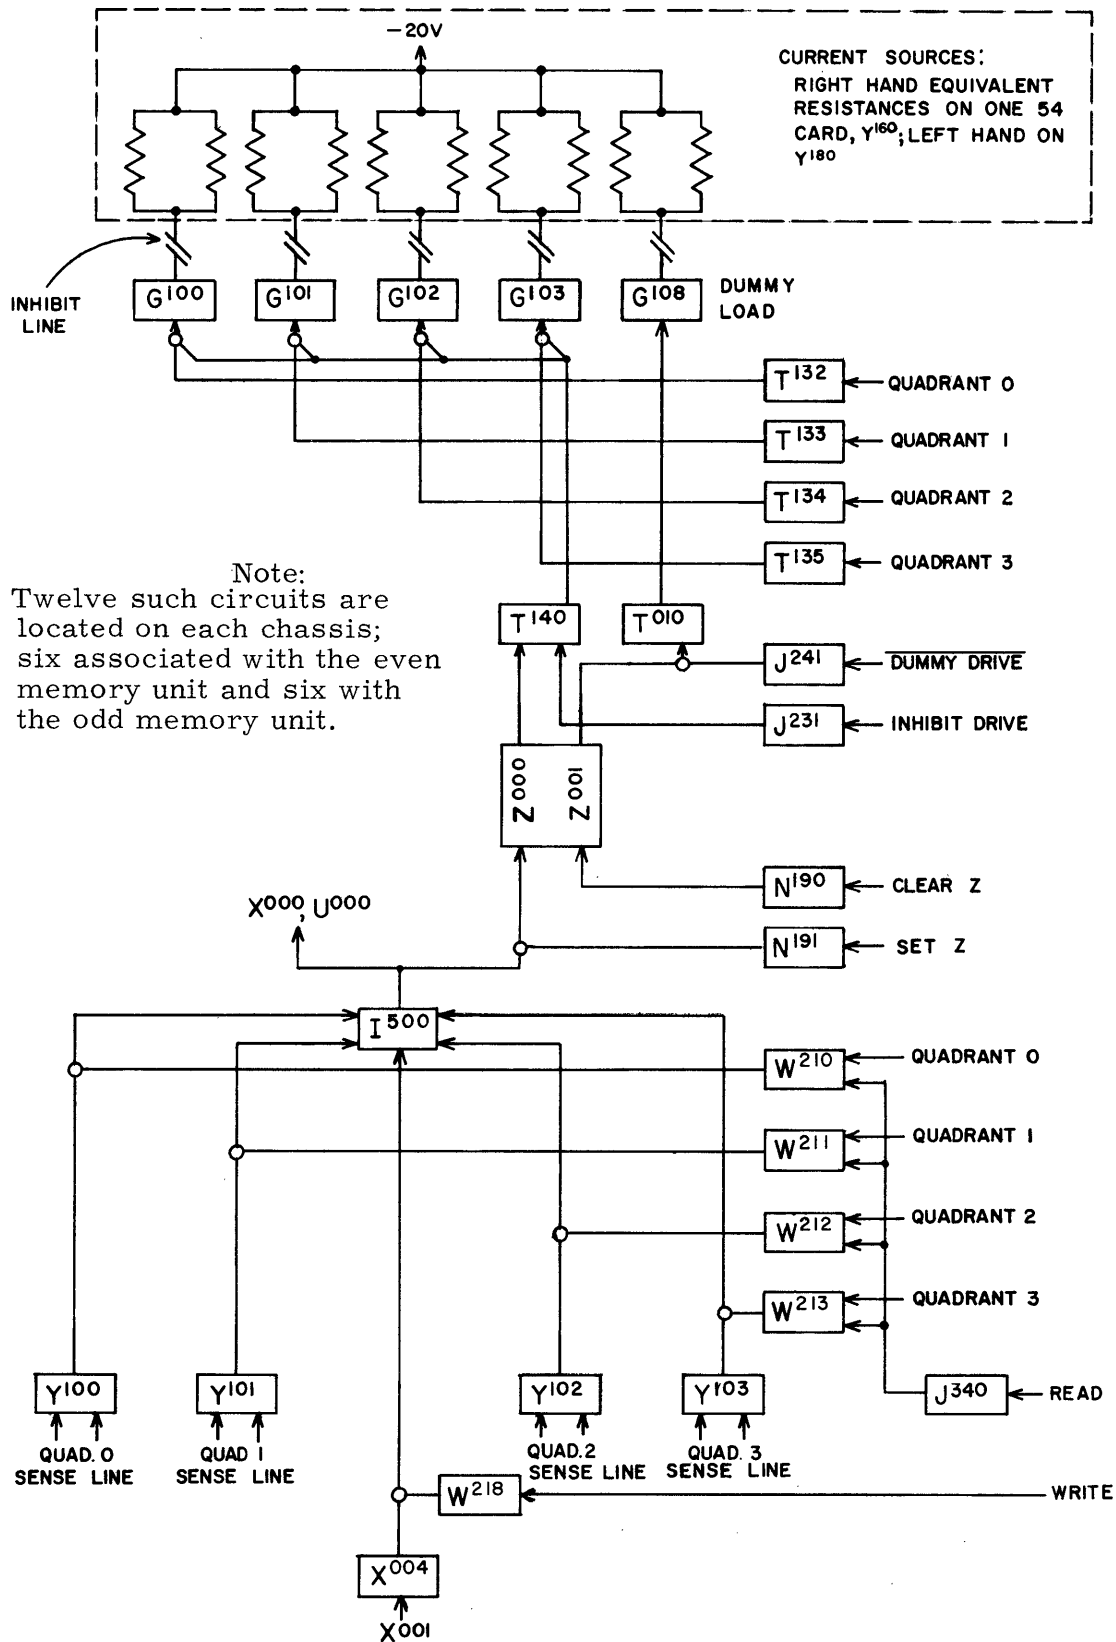 -20V
CURRENT SOURCES:
RIGHT HAND EQUIVALENT
RESISTANCES ON ONE 54
CARD, Y160; LEFT HAND ON
Y180
INHIBIT
LINE
G100
G101
G102
G103
G108
DUMMY
LOAD
T132
QUADRANT 0
T133
QUADRANT 1
T134
QUADRANT 2
T135
QUADRANT 3
Note:
Twelve such circuits are
located on each chassis;
six associated with the even
memory unit and six with
the odd memory unit.
T140
T010
J241
DUMMY DRIVE
J231
INHIBIT DRIVE
Z000
Z001
N190
CLEAR Z
X000, U000
N191
SET Z
I500
W210
QUADRANT 0
W211
QUADRANT 1
W212
QUADRANT 2
W213
QUADRANT 3
Y100
Y101
Y102
Y103
J340
READ
QUAD. 0
SENSE LINE
QUAD 1
SENSE LINE
QUAD. 2
SENSE LINE
QUAD. 3
SENSE LINE
W218
WRITE
X004
X001